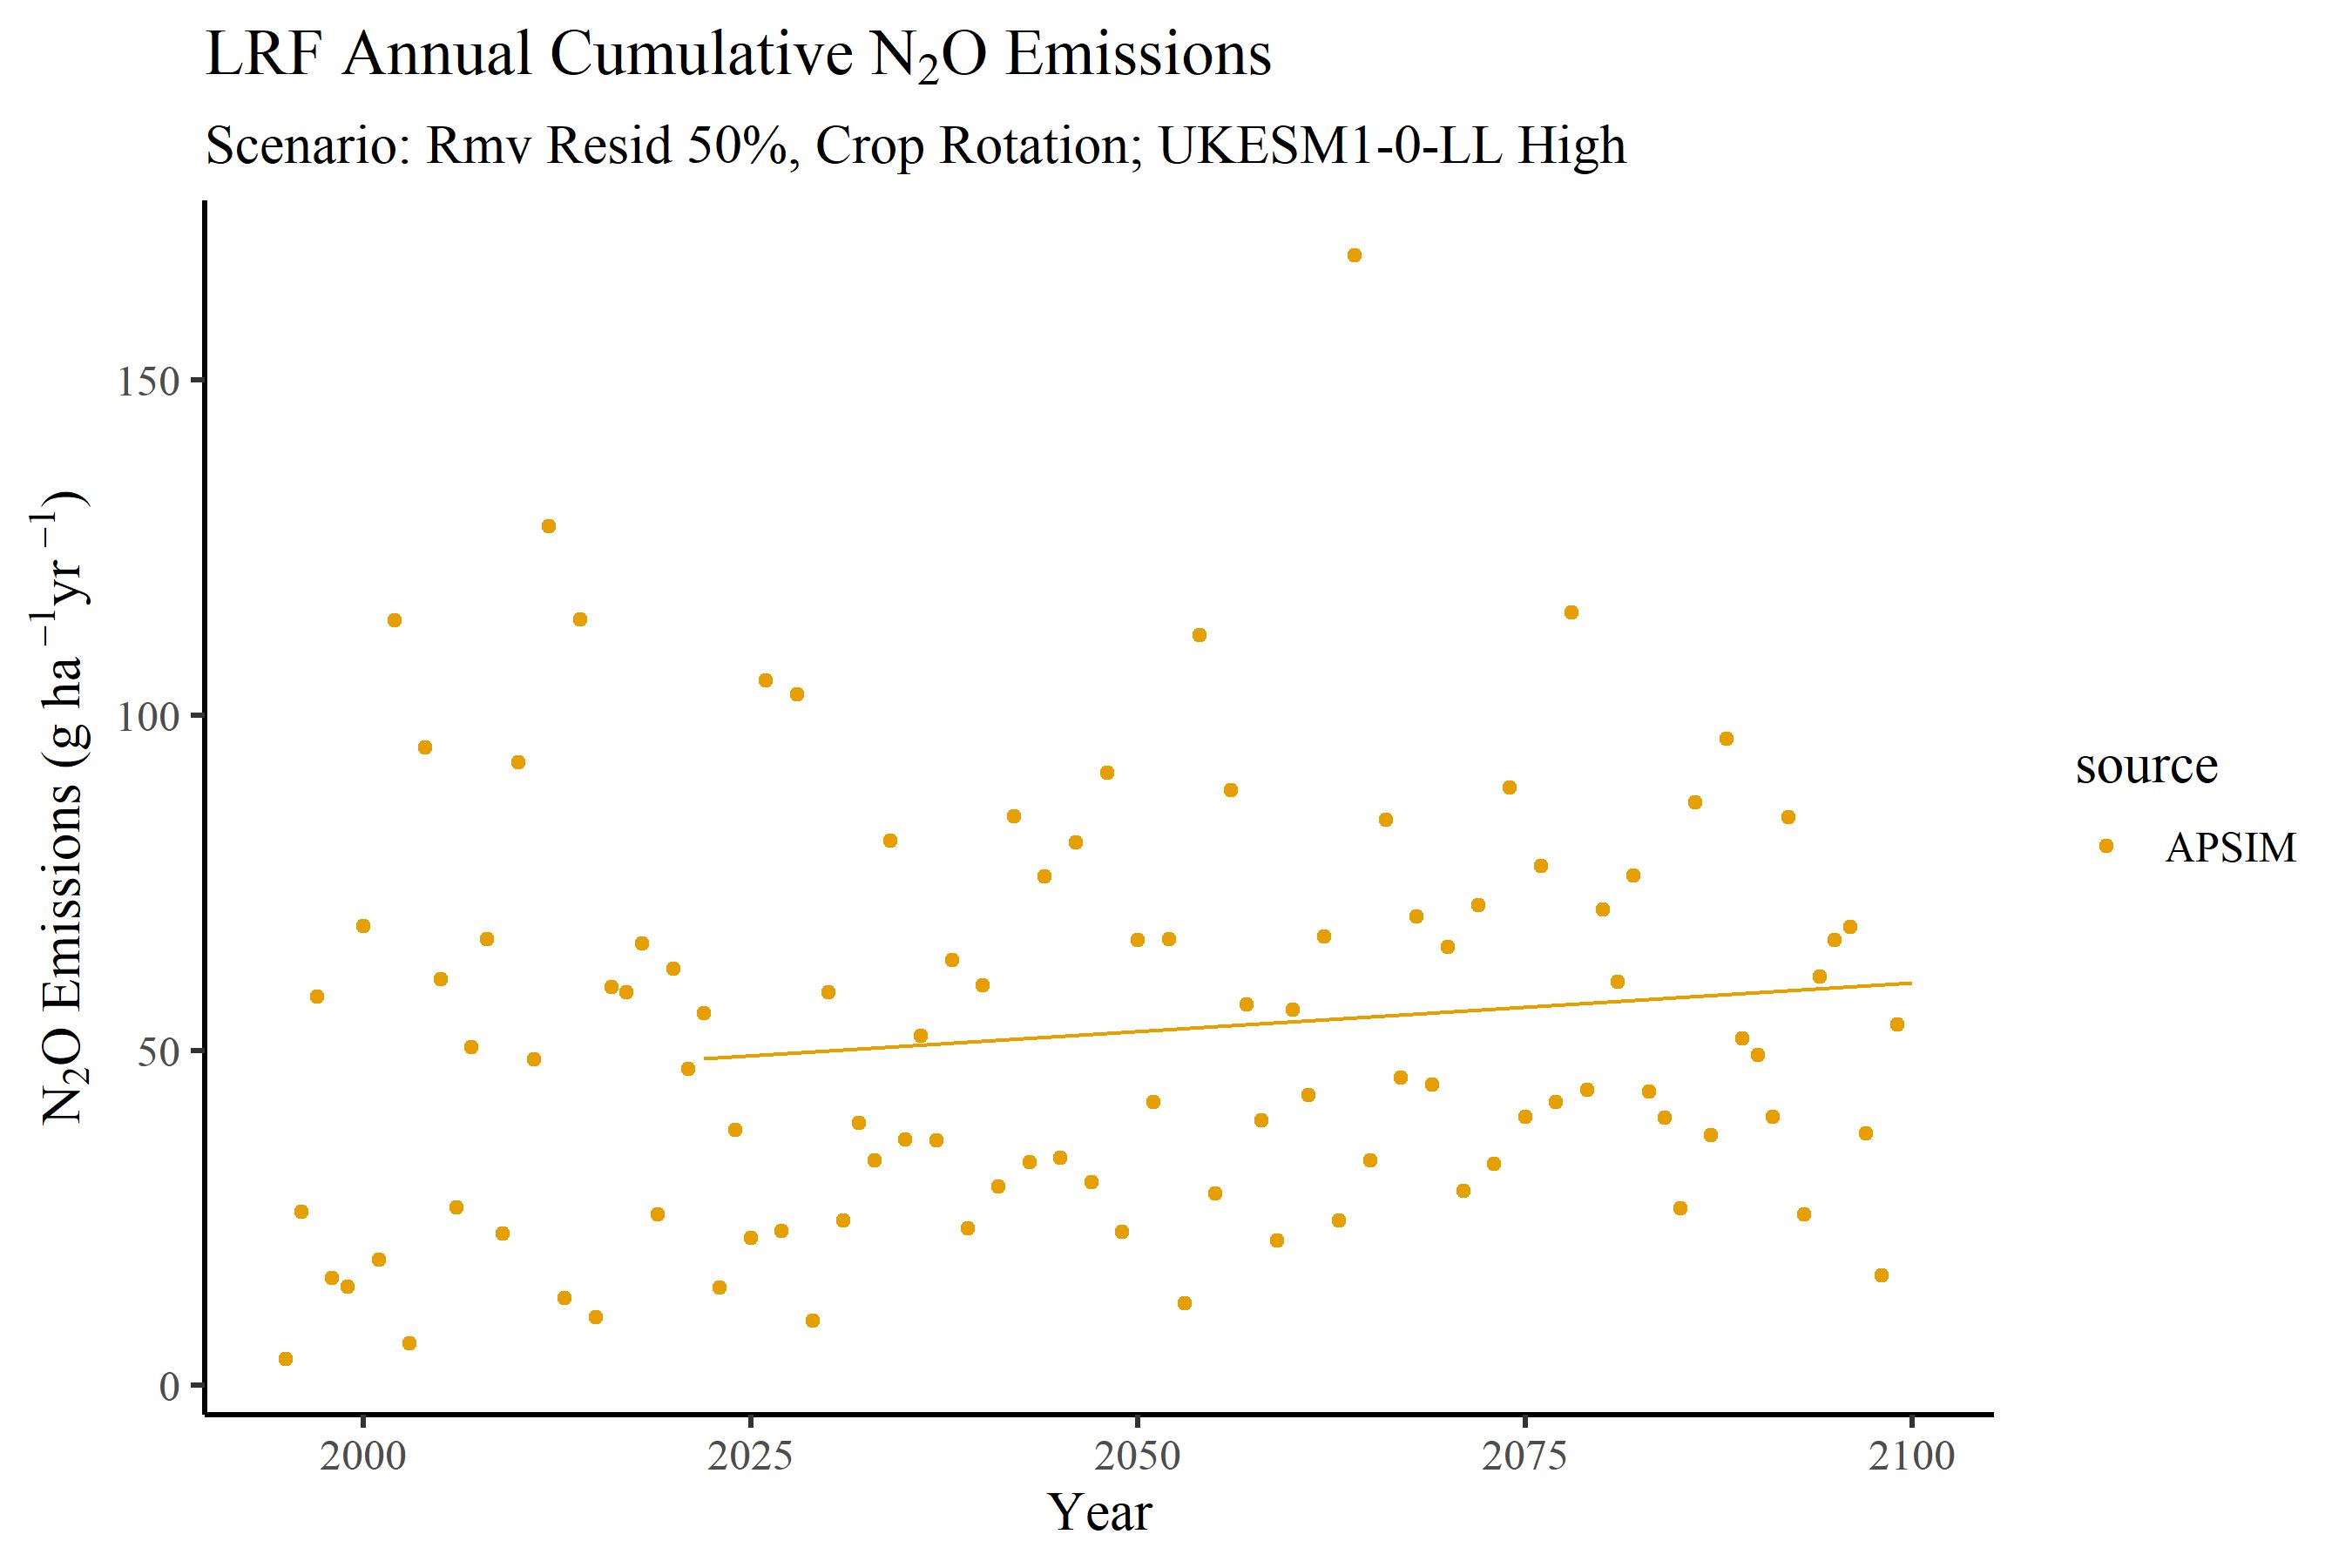 LRF Annual Cumulative N₂O Emissions
Scenario: Rmv Resid 50%, Crop Rotation; UKESM1-0-LL High
N₂O Emissions (g ha ⁻¹yr ⁻¹)
150
100
50
0
2000 2025 2050 2075 2100
Year
source
APSIM